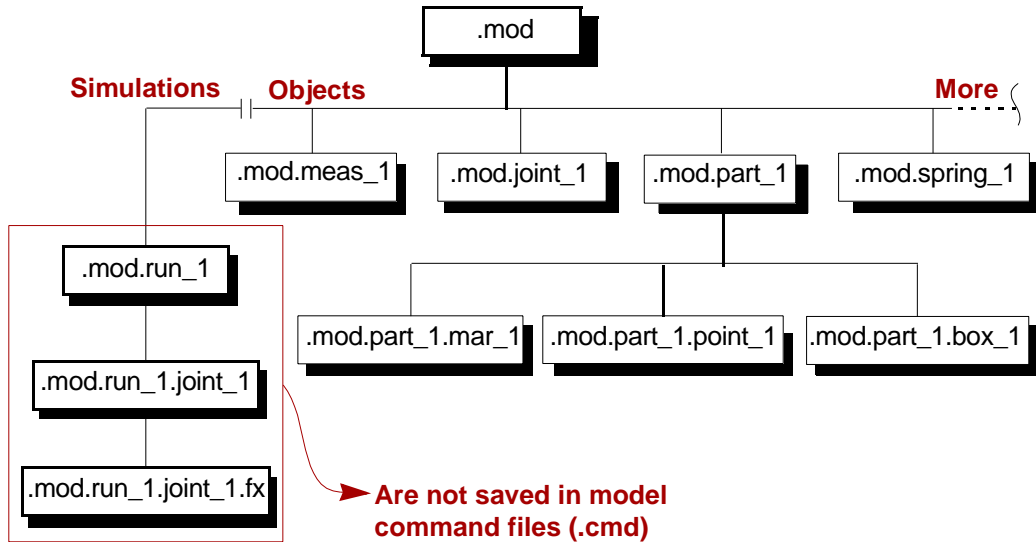 .mod
Simulations
Objects
More
.mod.meas_1
.mod.joint_1
.mod.part_1
.mod.spring_1
.mod.run_1
.mod.part_1.mar_1
.mod.part_1.point_1
.mod.part_1.box_1
.mod.run_1.joint_1
.mod.run_1.joint_1.fx
Are not saved in model
command files (.cmd)